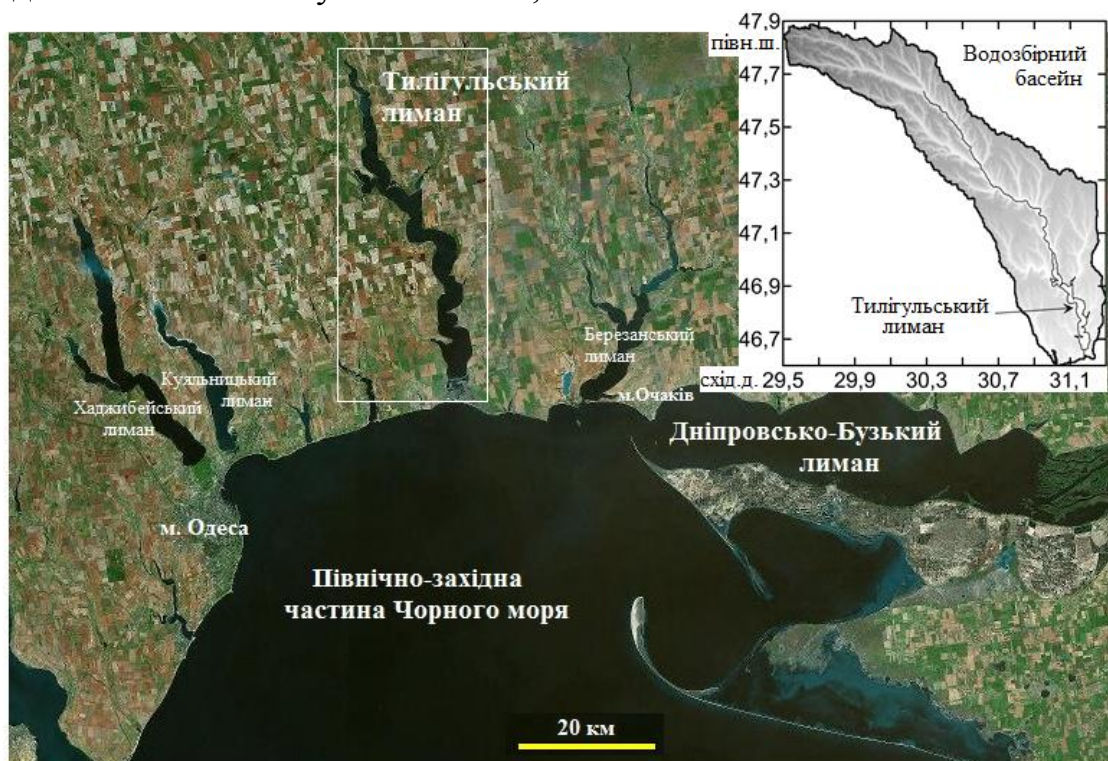 47,9
півн.ш.
47,7
47,5
47,3
47,1
46,9
46,7
схід.д. 29,5 29,9 30,3 30,7 31,1
Водозбірний
басейн
Тилігульський
лиман
Тилігульський
лиман
Березанський
лиман
м.Очаків
Куяльницький
лиман
Хаджибейський
лиман
Дніпровсько-Бузький
лиман
м. Одеса
Північно-західна
частина Чорного моря
20 км